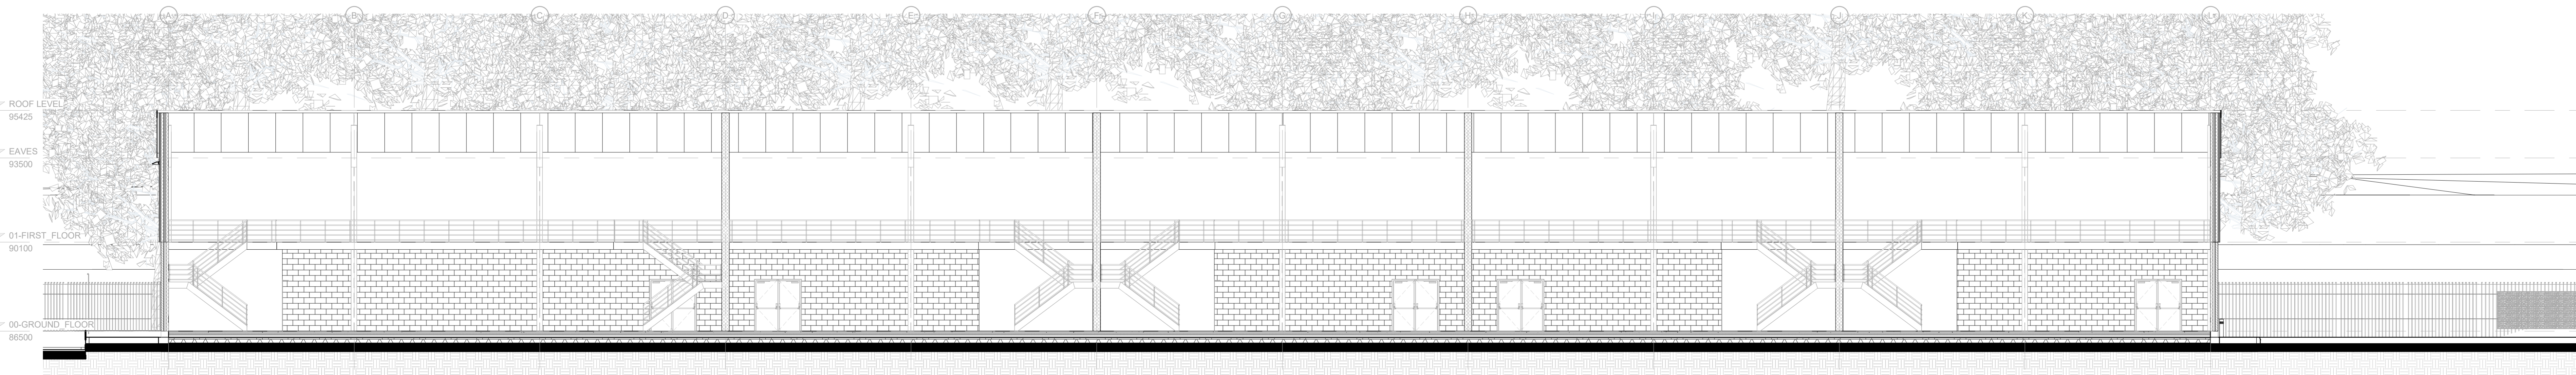 A B C D E F G H I J K L
ROOF LEVEL
95425
EAVES
93500
01-FIRST_FLOOR
90100
00-GROUND_FLOOR
86500